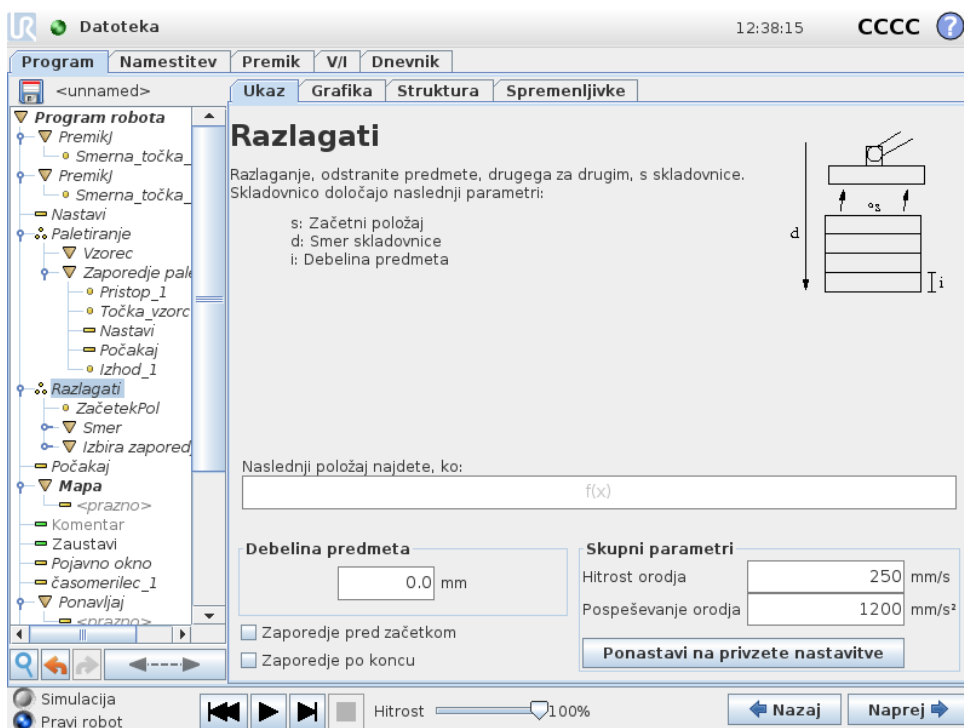 UR Datoteka 12:38:15 CCCC ?
Program Namestitev Premik V/I Dnevnik
<unnamed>
Ukaz Grafika Struktura Spremenljivke
Program robota
PremikJ
Smerna_točka_
PremikJ
Smerna_točka_
Nastavi
Paletiranje
Vzorec
Zaporedje pale
Pristop_1
Točka_vzorc
Nastavi
Počakaj
Izhod_1
Razlagati
ZačetekPol
Smer
Izbira zapored
Počakaj
Mapa
<prazno>
Komentar
Zaustavi
Pojavno okno
časomerilec_1
Ponavljaj
<prazno>
Razlagati
Razlaganje, odstranite predmete, drugega za drugim, s skladovnice.
Skladovnico določajo naslednji parametri:
s: Začetni položaj
d: Smer skladovnice
i: Debelina predmeta
s
d
i
Naslednji položaj najdete, ko:
f(x)
Debelina predmeta
0.0 mm
Zaporedje pred začetkom
Zaporedje po koncu
Skupni parametri
Hitrost orodja 250 mm/s
Pospeševanje orodja 1200 mm/s²
Ponastavi na privzete nastavitve
Simulacija
Pravi robot
Hitrost 100%
Nazaj Naprej